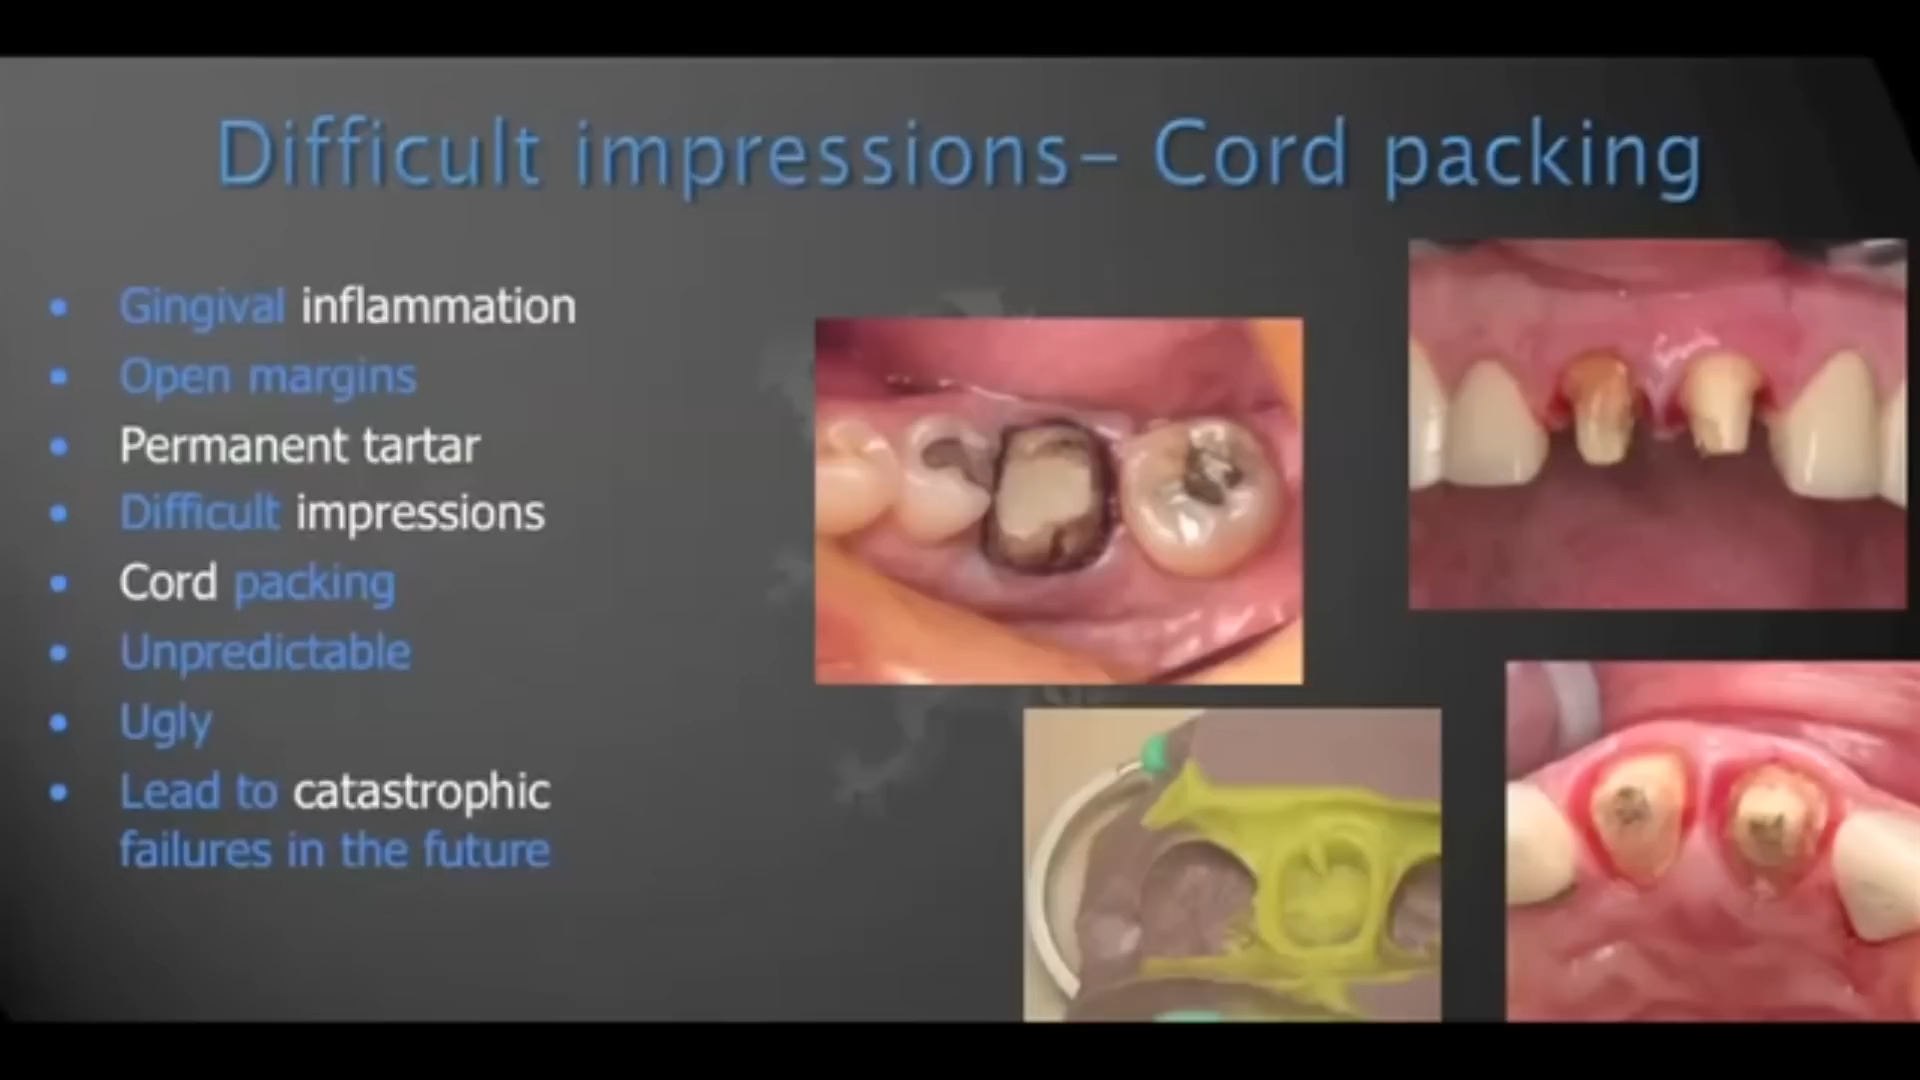 Difficult impressions- Cord packing
Gingival inflammation
Open margins
Permanent tartar
Difficult impressions
Cord packing
Unpredictable
Ugly
Lead to catastrophic
failures in the future